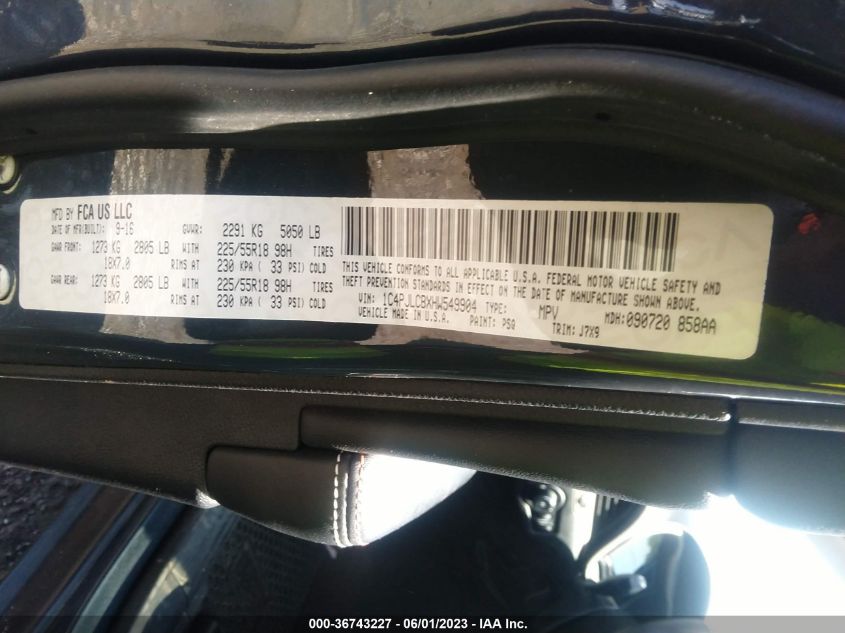 MFD BY FCA US LLC
DATE OF MFR(BUILT): 9-16 GVWR: 2291 KG 5050 LB
GAWR FRONT: 1273 KG 2805 LB WITH 225/55R18 98H TIRES
18X7.0 RIMS AT 230 KPA ( 33 PSI) COLD
GAWR REAR: 1273 KG 2805 LB WITH 225/55R18 98H TIRES
18X7.0 RIMS AT 230 KPA ( 33 PSI) COLD
THIS VEHICLE CONFORMS TO ALL APPLICABLE U.S.A. FEDERAL MOTOR VEHICLE SAFETY AND
THEFT PREVENTION STANDARDS IN EFFECT ON THE DATE OF MANUFACTURE SHOWN ABOVE.
VIN: 1C4PJLCBXHW549904 TYPE: MPV MDH: 090720 858AA
VEHICLE MADE IN U.S.A. PAINT: PSQ TRIM: J7X9
000-36743227 - 06/01/2023 - IAA Inc.